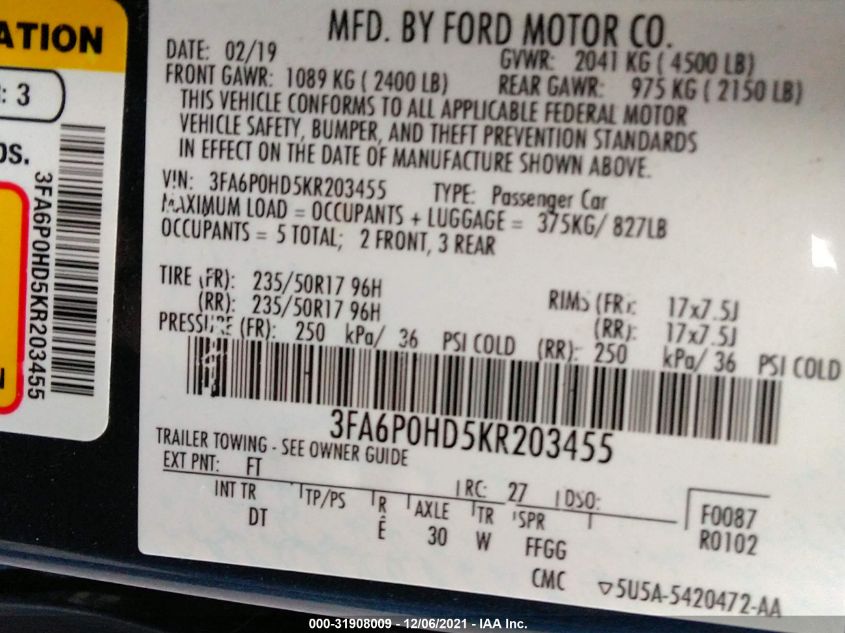 ATION
: 3
DS.
3FA6P0HD5KR203455
N
MFD. BY FORD MOTOR CO.
DATE: 02/19 GVWR: 2041 KG ( 4500 LB)
FRONT GAWR: 1089 KG ( 2400 LB) REAR GAWR: 975 KG ( 2150 LB)
THIS VEHICLE CONFORMS TO ALL APPLICABLE FEDERAL MOTOR
VEHICLE SAFETY, BUMPER, AND THEFT PREVENTION STANDARDS
IN EFFECT ON THE DATE OF MANUFACTURE SHOWN ABOVE.
VIN: 3FA6P0HD5KR203455 TYPE: Passenger Car
MAXIMUM LOAD = OCCUPANTS + LUGGAGE = 375KG/ 827LB
OCCUPANTS = 5 TOTAL; 2 FRONT, 3 REAR
TIRE (FR): 235/50R17 96H RIMS (FR): 17x7.5J
(RR): 235/50R17 96H (RR): 17x7.5J
PRESSURE (FR): 250 kPa/ 36 PSI COLD (RR): 250 kPa/ 36 PSI COLD
3FA6P0HD5KR203455
TRAILER TOWING - SEE OWNER GUIDE
EXT PNT: FT RC: 27 DSO:
INT TR TP/PS R AXLE TR SPR F0087
DT E 30 W FFGG R0102
CMC ▽5U5A-5420472-AA
000-31908009 - 12/06/2021 - IAA Inc.